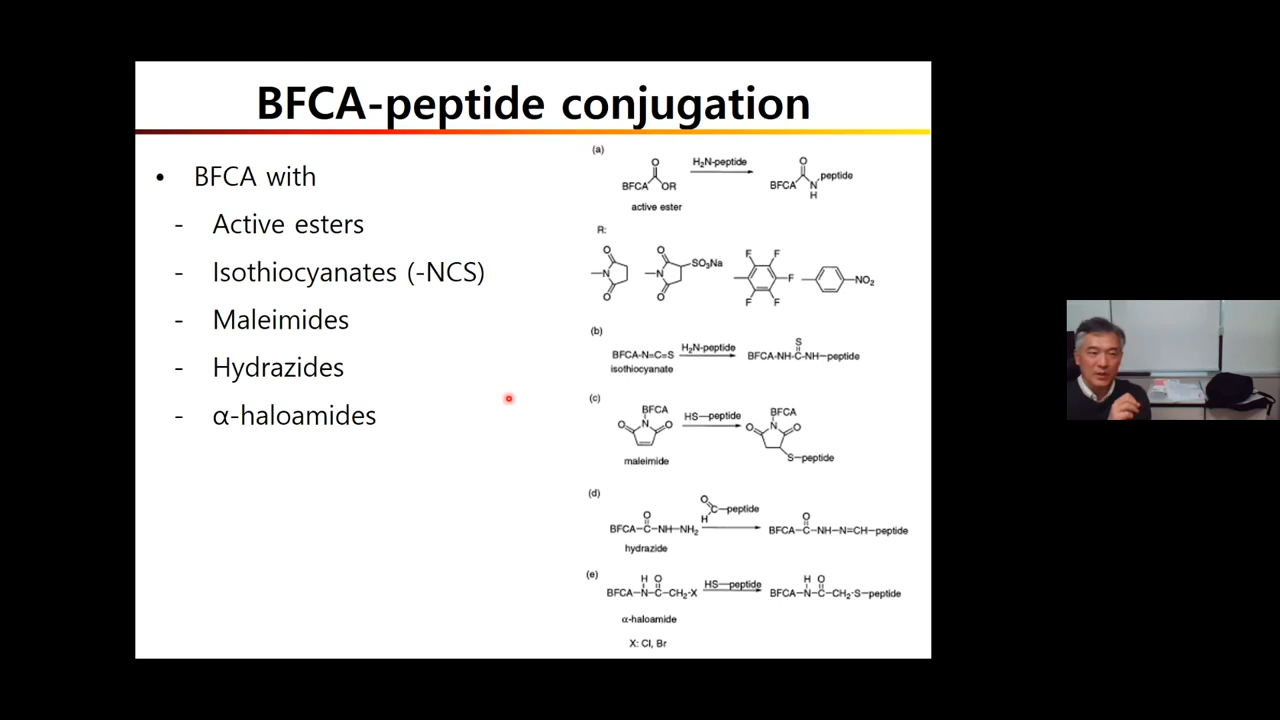 BFCA-peptide conjugation
• BFCA with
- Active esters
- Isothiocyanates (-NCS)
- Maleimides
- Hydrazides
- α-haloamides
(a)
O
BFCA OR
active ester
H₂N-peptide
O
BFCA N peptide
H
R:
O
N
O
O
N SO₃Na
O
F F
F
F F
NO₂
(b)
BFCA-N=C=S
isothiocyanate
H₂N-peptide
S
BFCA-NH-C-NH-peptide
(c)
BFCA
O N O
maleimide
HS-peptide
BFCA
O N O
S-peptide
(d)
O
BFCA-C-NH-NH₂
hydrazide
O
C-peptide
H
O
BFCA-C-NH-N=CH-peptide
(e)
H O
BFCA-N-C-CH₂-X
α-haloamide
X: Cl, Br
HS-peptide
H O
BFCA-N-C-CH₂-S-peptide